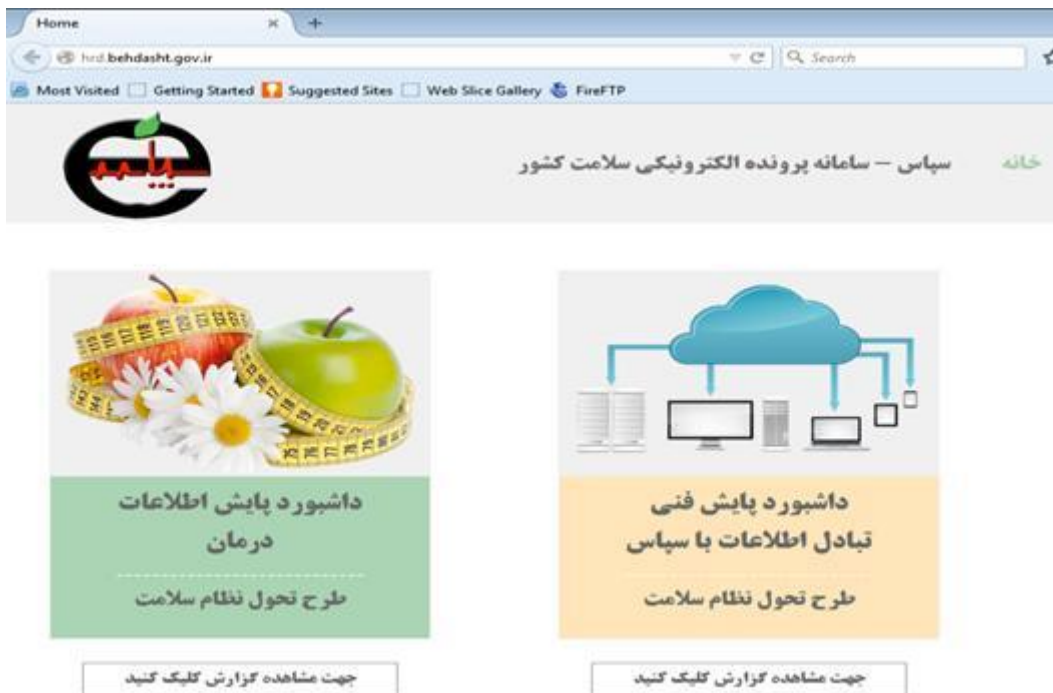 Home
hrd.behdasht.gov.ir
Search
Most Visited Getting Started Suggested Sites Web Slice Gallery FireFTP
خانه سپاس – سامانه پرونده الکترونیکی سلامت کشور
داشبورد پایش فنی
تبادل اطلاعات با سپاس
طرح تحول نظام سلامت
جهت مشاهده گزارش کلیک کنید
داشبورد پایش اطلاعات
درمان
طرح تحول نظام سلامت
جهت مشاهده گزارش کلیک کنید